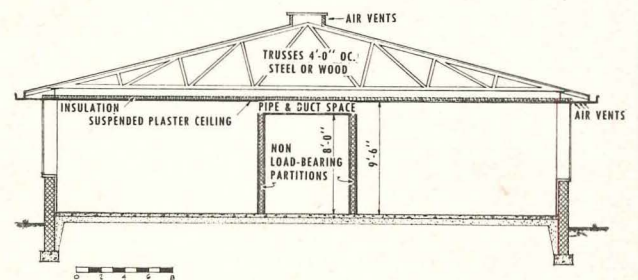 AIR VENTS
TRUSSES 4'-0" OC.
STEEL OR WOOD
INSULATION
SUSPENDED PLASTER CEILING
PIPE & DUCT SPACE
AIR VENTS
NON
LOAD-BEARING
PARTITIONS
8'-0"
9'-6"
0 2 4 6 8